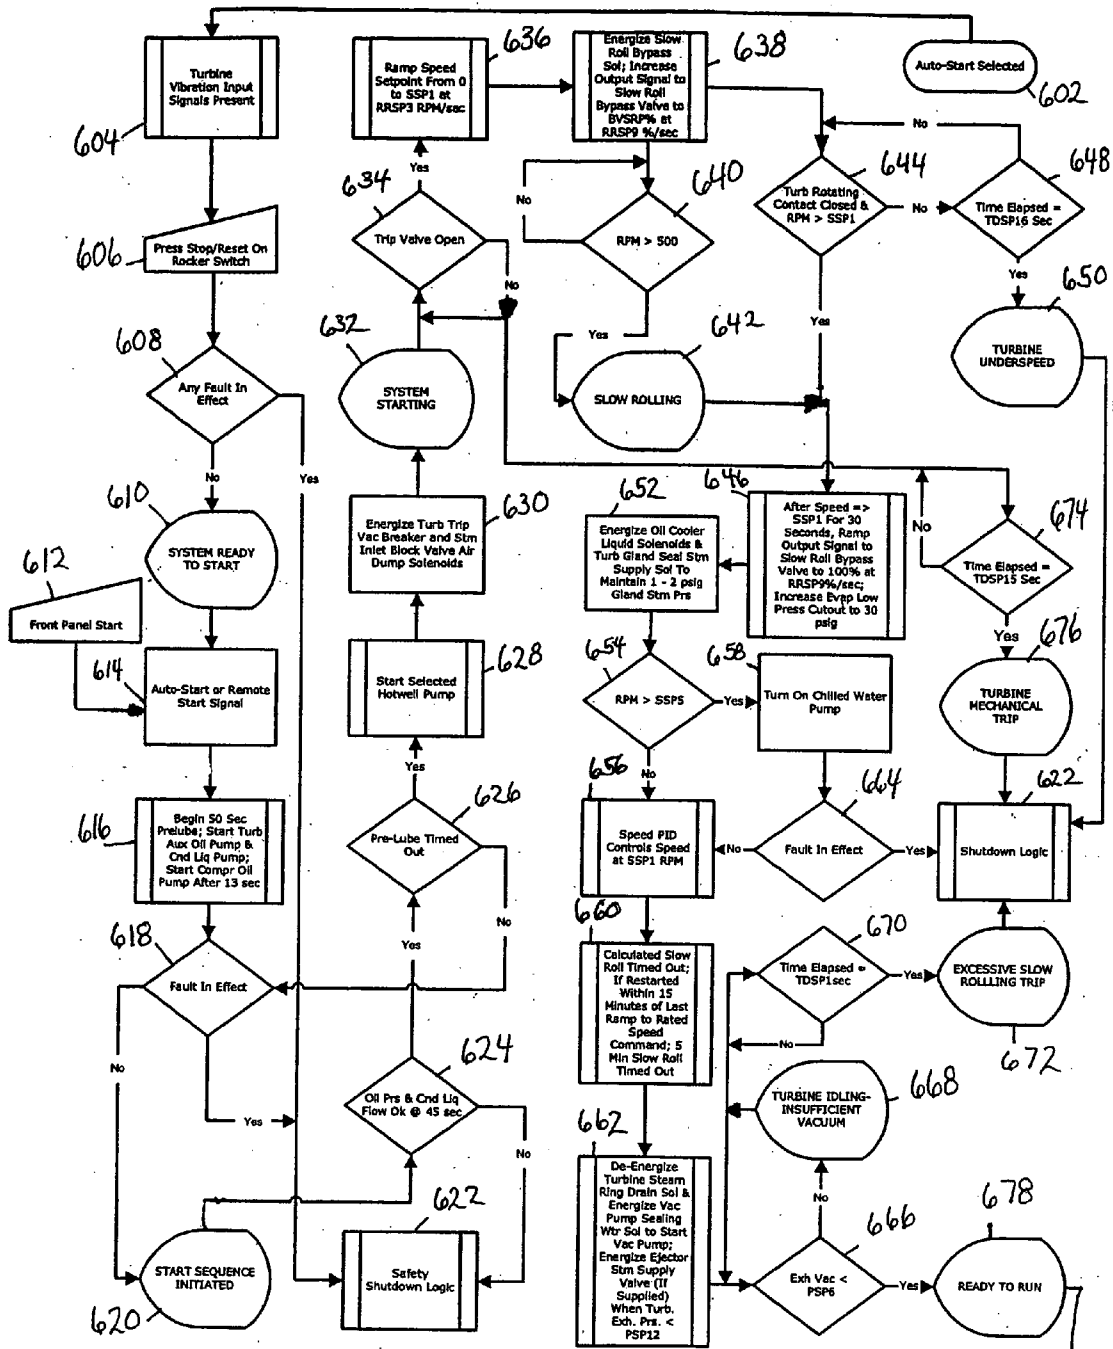 Auto-Start Selected
602
Turbine
Vibration Input
Signals Present
604
Press Stop/Reset On
Rocker Switch
606
Any Fault In
Effect
608
No
Yes
SYSTEM READY
TO START
610
Front Panel Start
612
Auto-Start or Remote
Start Signal
614
Begin 50 Sec
Prelube; Start Turb
Aux Oil Pump &
Cnd Liq Pump;
Start Compr Oil
Pump After 13 sec
616
Fault In Effect
618
No
Yes
START SEQUENCE
INITIATED
620
Safety
Shutdown Logic
622
Oil Prs & Cnd Liq
Flow Ok @ 45 sec
624
Yes
No
Pre-Lube Timed
Out
626
Yes
No
Start Selected
Hotwell Pump
628
Energize Turb Trip
Vac Breaker and Stm
Inlet Block Valve Air
Dump Solenoids
630
SYSTEM
STARTING
632
Trip Valve Open
634
Yes
No
Ramp Speed
Setpoint From 0
to SSP1 at
RRSP3 RPM/sec
636
Energize Slow
Roll Bypass
Sol; Increase
Output Signal to
Slow Roll
Bypass Valve to
BVSRP% at
RRSP9 %/sec
638
RPM > 500
640
No
Yes
SLOW ROLLING
642
Turb Rotating
Contact Closed &
RPM > SSP1
644
No
Yes
Time Elapsed =
TDSP16 Sec
648
No
Yes
TURBINE
UNDERSPEED
650
After Speed =>
SSP1 For 30
Seconds, Ramp
Output Signal to
Slow Roll Bypass
Valve to 100% at
RRSP9%/sec;
Increase Evap Low
Press Cutout to 30
psig
646
Energize Oil Cooler
Liquid Solenoids &
Turb Gland Seal Stm
Supply Sol To
Maintain 1 - 2 psig
Gland Stm Prs
652
RPM > SSP5
654
Yes
No
Turn On Chilled Water
Pump
658
Speed PID
Controls Speed
at SSP1 RPM
656
Fault In Effect
664
No
Yes
Time Elapsed =
TDSP15 Sec
674
No
Yes
TURBINE
MECHANICAL
TRIP
676
Shutdown Logic
622
Calculated Slow
Roll Timed Out;
If Restarted
Within 15
Minutes of Last
Ramp to Rated
Speed
Command; 5
Min Slow Roll
Timed Out
660
Time Elapsed =
TDSP1sec
670
Yes
No
EXCESSIVE SLOW
ROLLLING TRIP
672
TURBINE IDLING-
INSUFFICIENT
VACUUM
668
De-Energize
Turbine Steam
Ring Drain Sol &
Energize Vac
Pump Sealing
Wtr Sol to Start
Vac Pump;
Energize Ejector
Stm Supply
Valve (If
Supplied)
When Turb.
Exh. Prs. <
PSP12
662
Exh Vac <
PSP6
666
No
Yes
READY TO RUN
678